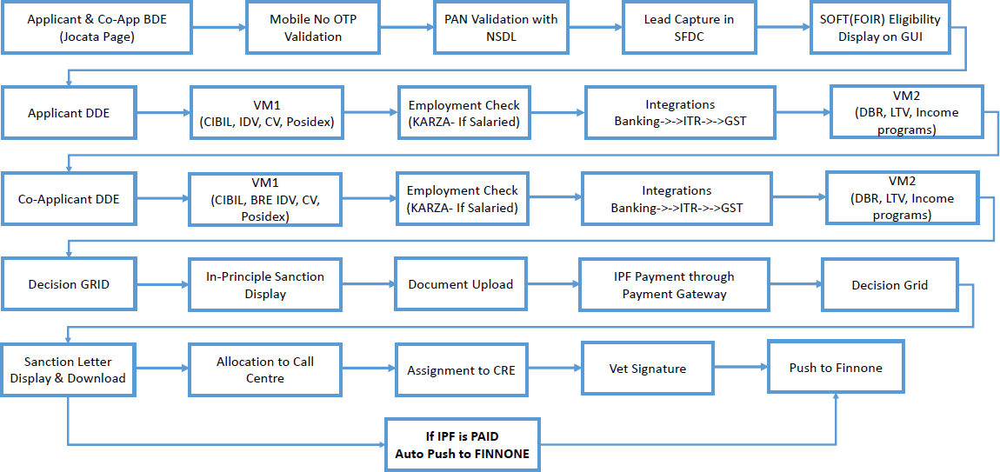 Applicant & Co-App BDE
(Jocata Page)
Mobile No OTP
Validation
PAN Validation with
NSDL
Lead Capture in
SFDC
SOFT(FOIR) Eligibility
Display on GUI
Applicant DDE
VM1
(CIBIL, IDV, CV, Posidex)
Employment Check
(KARZA- If Salaried)
Integrations
Banking->->ITR->->GST
VM2
(DBR, LTV, Income
programs)
Co-Applicant DDE
VM1
(CIBIL, BRE IDV, CV,
Posidex)
Employment Check
(KARZA- If Salaried)
Integrations
Banking->->ITR->->GST
VM2
(DBR, LTV, Income
programs)
Decision GRID
In-Principle Sanction
Display
Document Upload
IPF Payment through
Payment Gateway
Decision Grid
Sanction Letter
Display & Download
Allocation to Call
Centre
Assignment to CRE
Vet Signature
Push to Finnone
If IPF is PAID
Auto Push to FINNONE